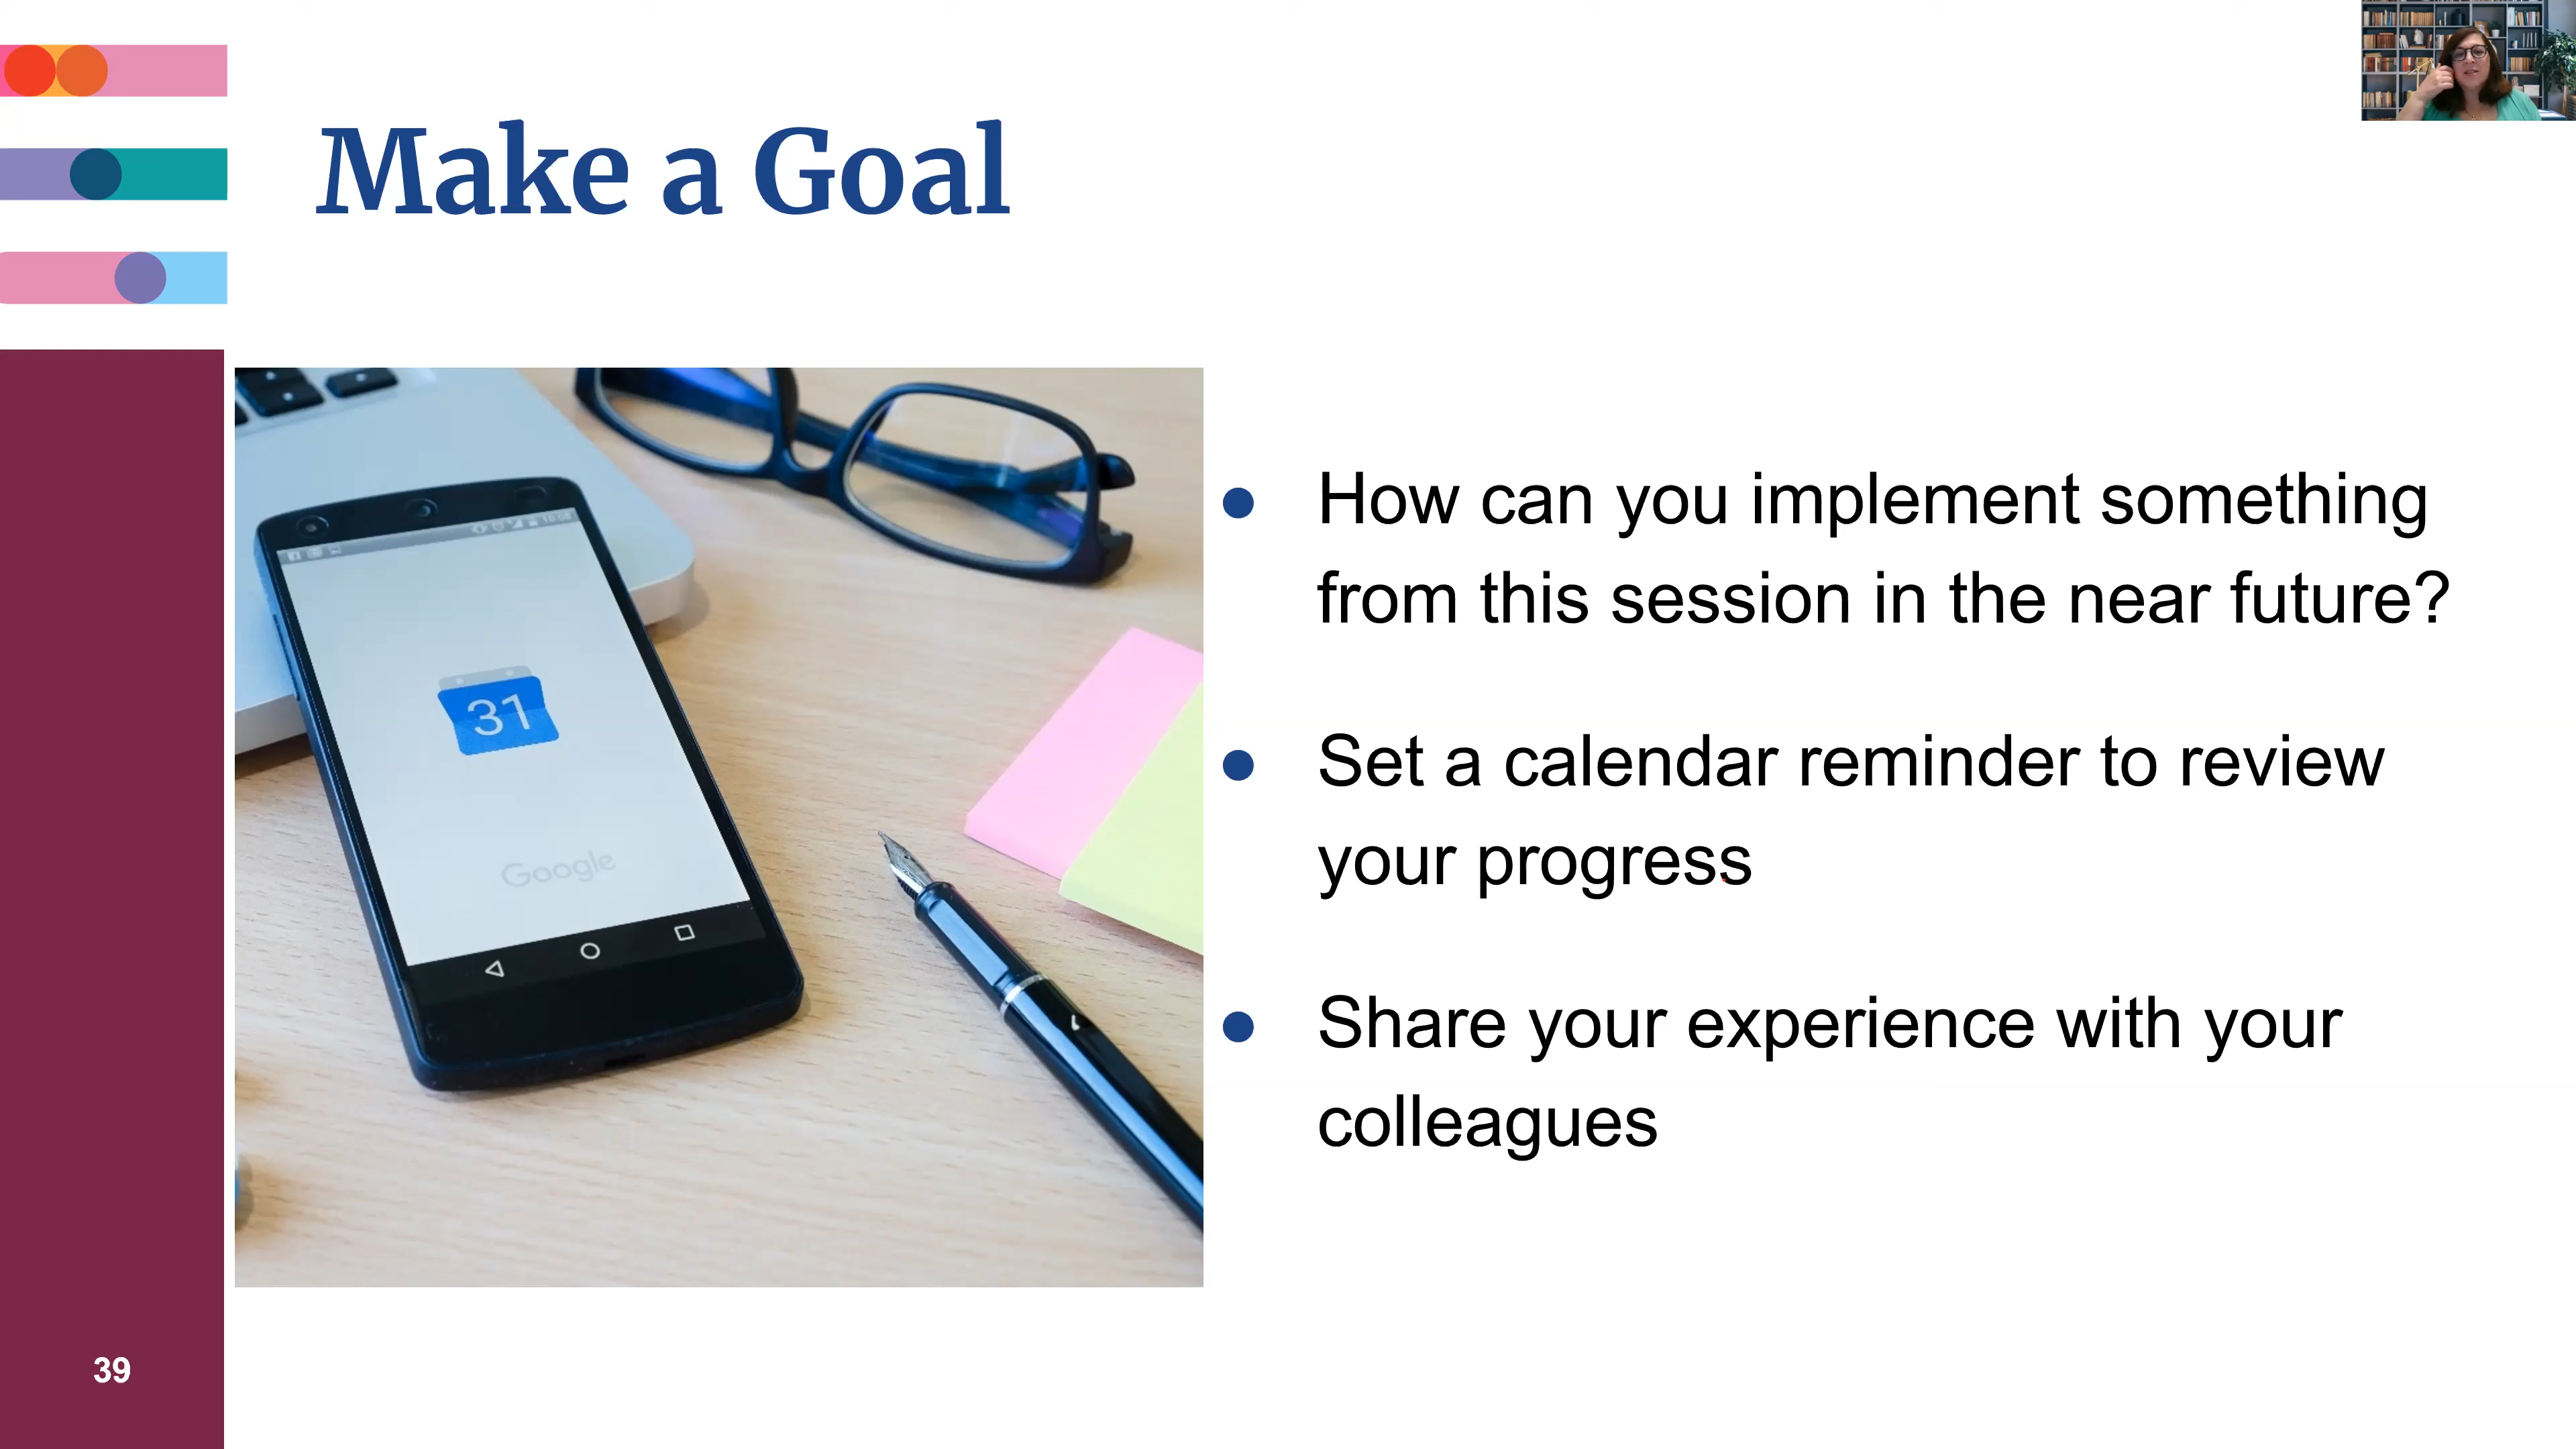 Make a Goal
31
Google
How can you implement something
from this session in the near future?
Set a calendar reminder to review
your progress
Share your experience with your
colleagues
39